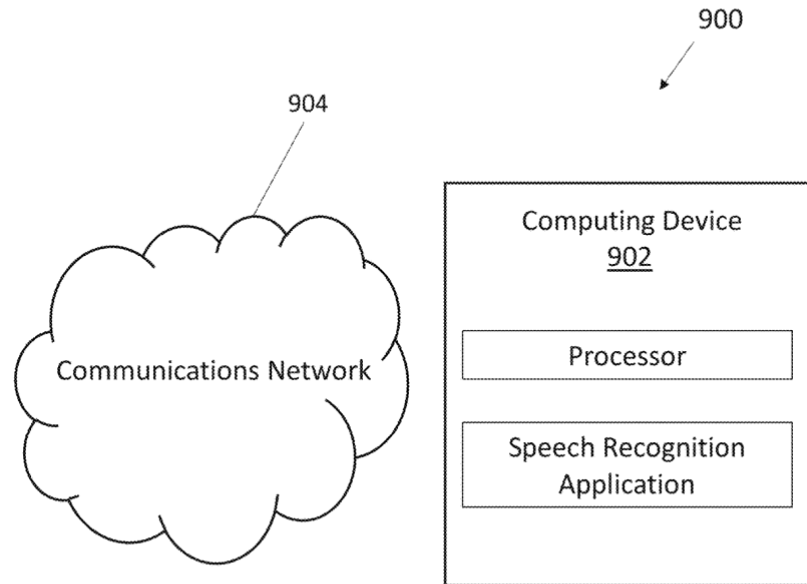 900
904
Computing Device
902
Communications Network
Processor
Speech Recognition
Application